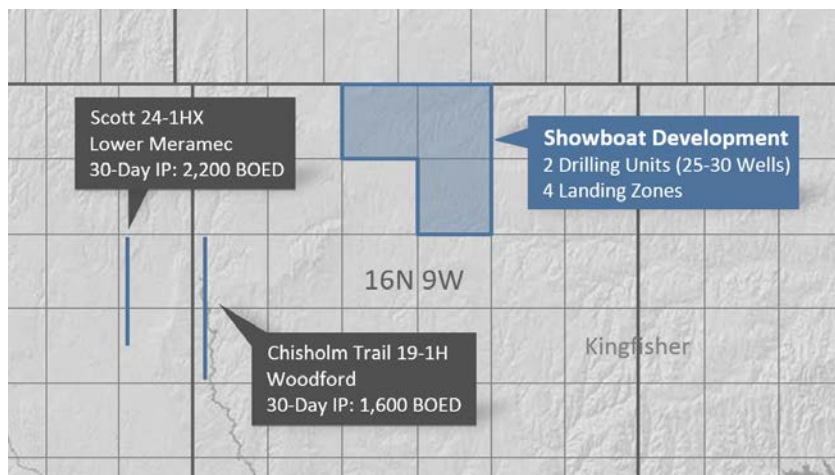 Scott 24-1HX
Lower Meramec
30-Day IP: 2,200 BOED
Showboat Development
2 Drilling Units (25-30 Wells)
4 Landing Zones
16N 9W
Chisholm Trail 19-1H
Woodford
30-Day IP: 1,600 BOED
Kingfisher